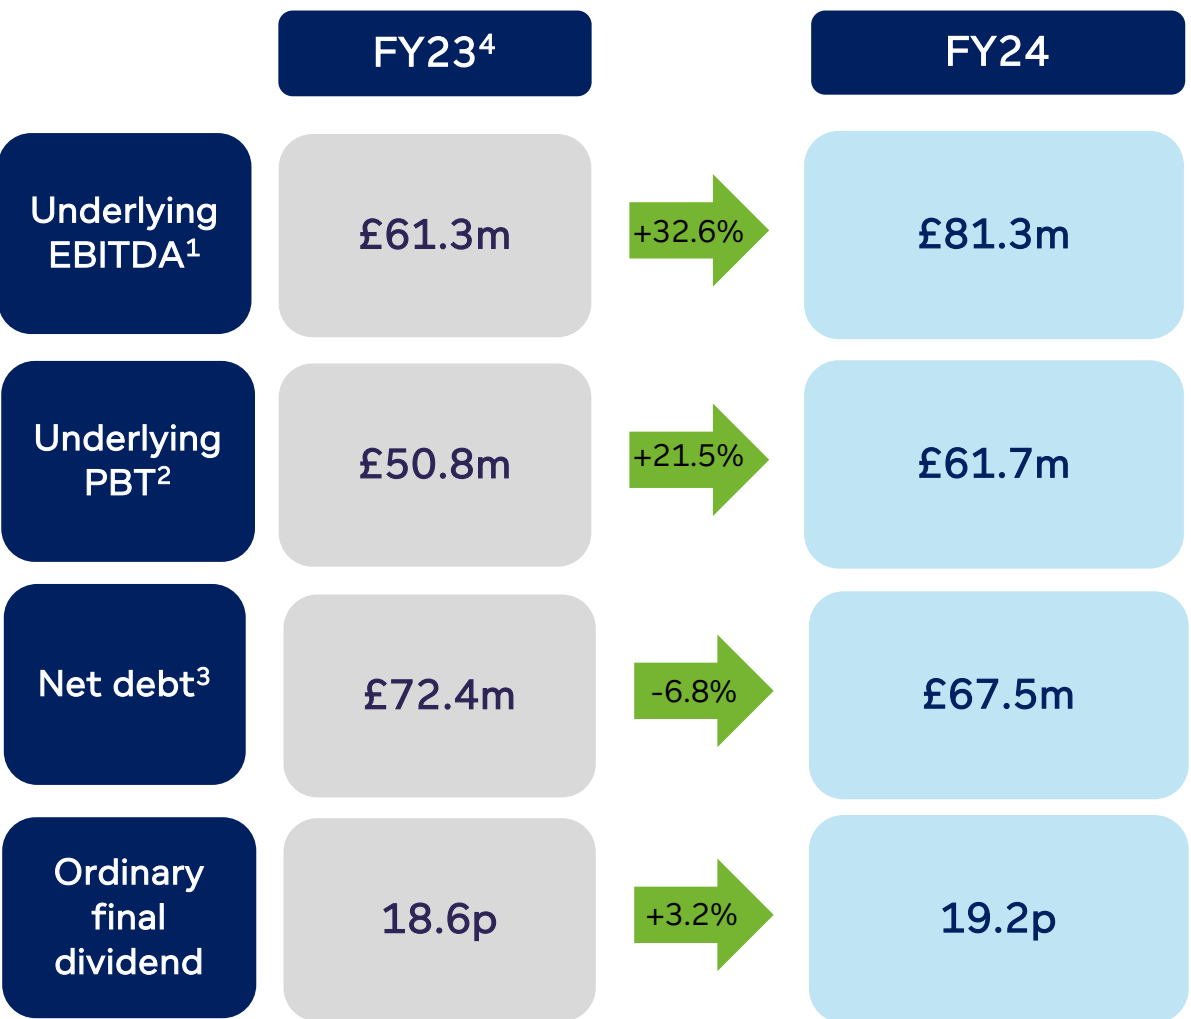 FY23⁴
FY24
Underlying
EBITDA¹
£61.3m
+32.6%
£81.3m
Underlying
PBT²
£50.8m
+21.5%
£61.7m
Net debt³
£72.4m
-6.8%
£67.5m
Ordinary
final
dividend
18.6p
+3.2%
19.2p